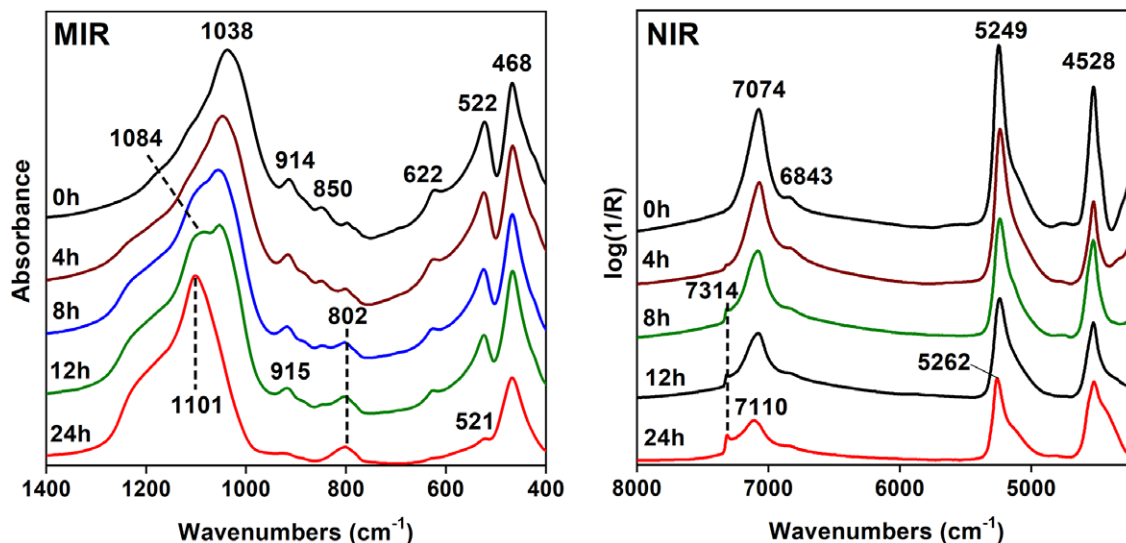 MIR
1038
468
522
1084
914
850
622
0h
4h
8h
802
12h
915
1101
521
24h
Absorbance
1400 1200 1000 800 600 400
Wavenumbers (cm⁻¹)
NIR
5249
4528
7074
6843
0h
4h
7314
8h
5262
12h
7110
24h
log(1/R)
8000 7000 6000 5000
Wavenumbers (cm⁻¹)